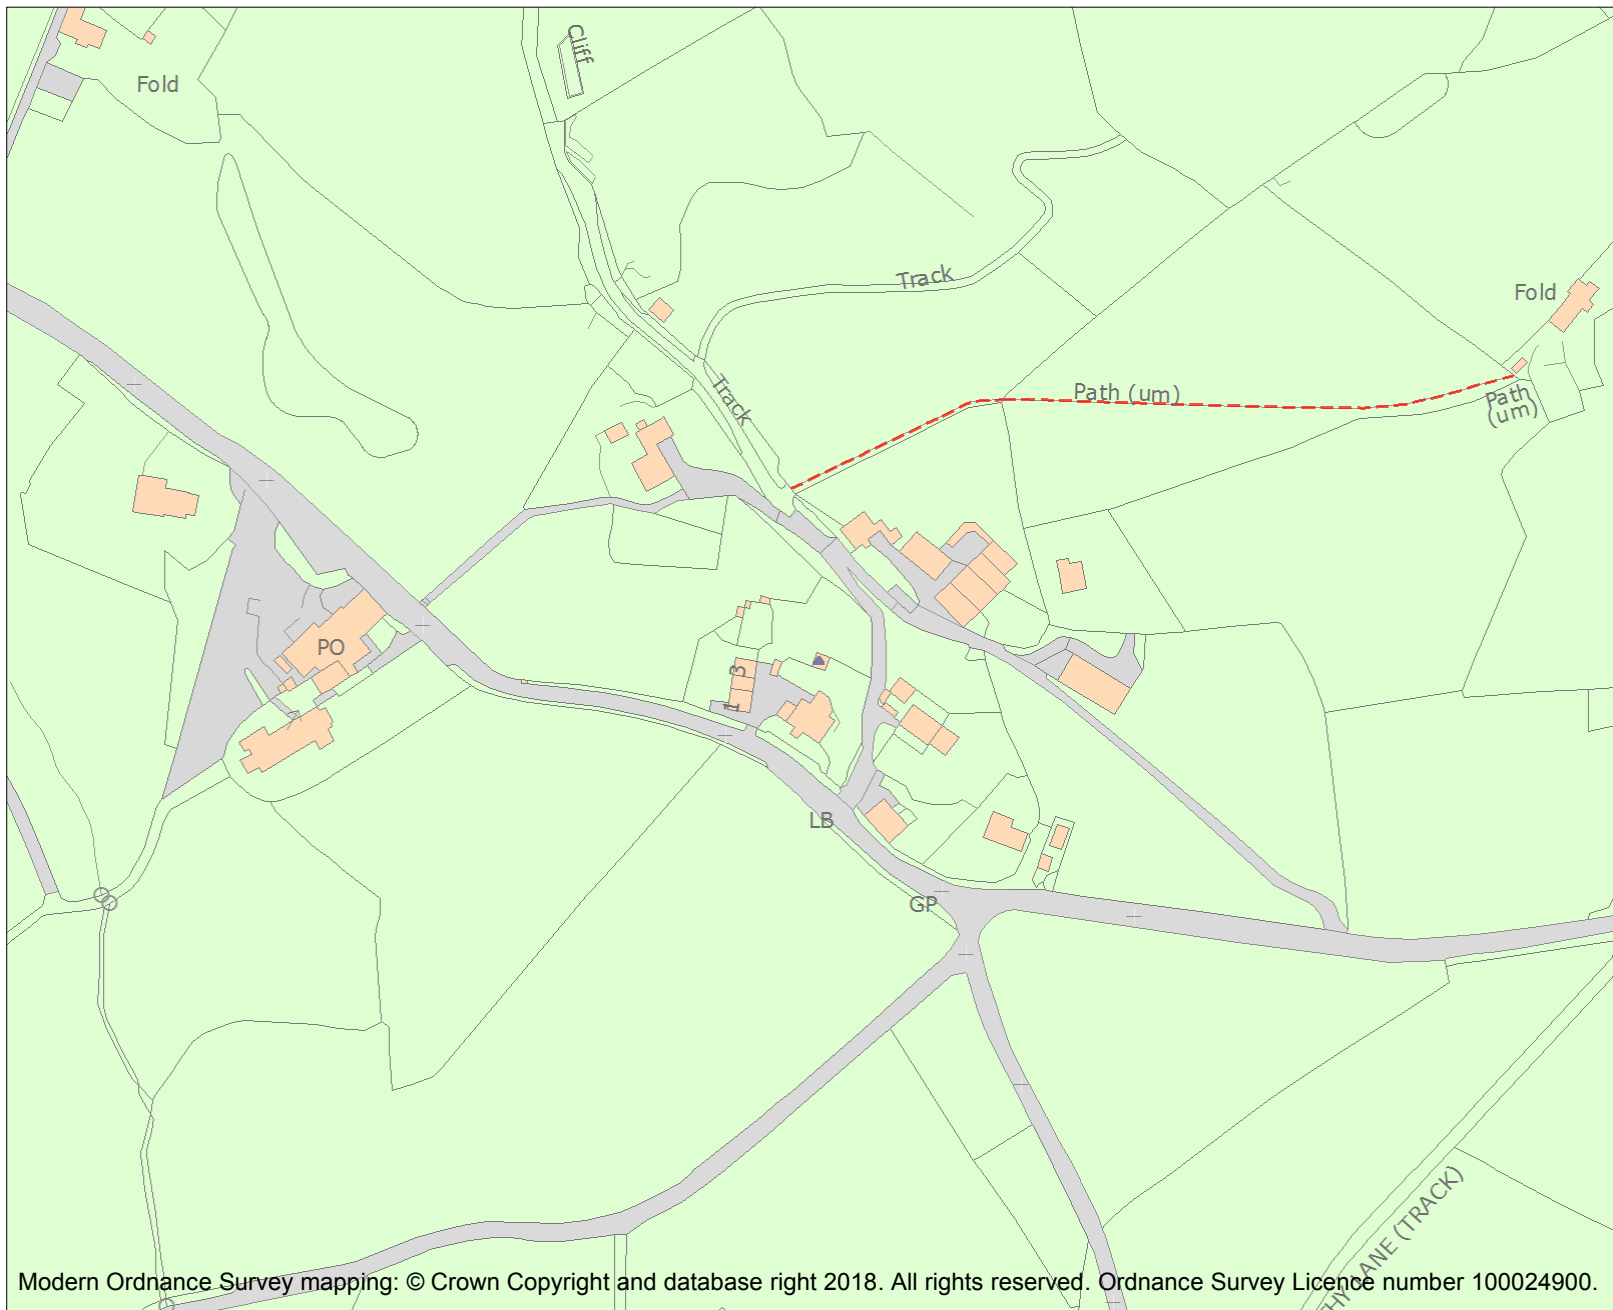 Cliff
Fold
Track
Fold
Track
Path (um)
Path
(um)
PO
3
1
LB
GP
HY LANE (TRACK)
Modern Ordnance Survey mapping: © Crown Copyright and database right 2018. All rights reserved. Ordnance Survey Licence number 100024900.